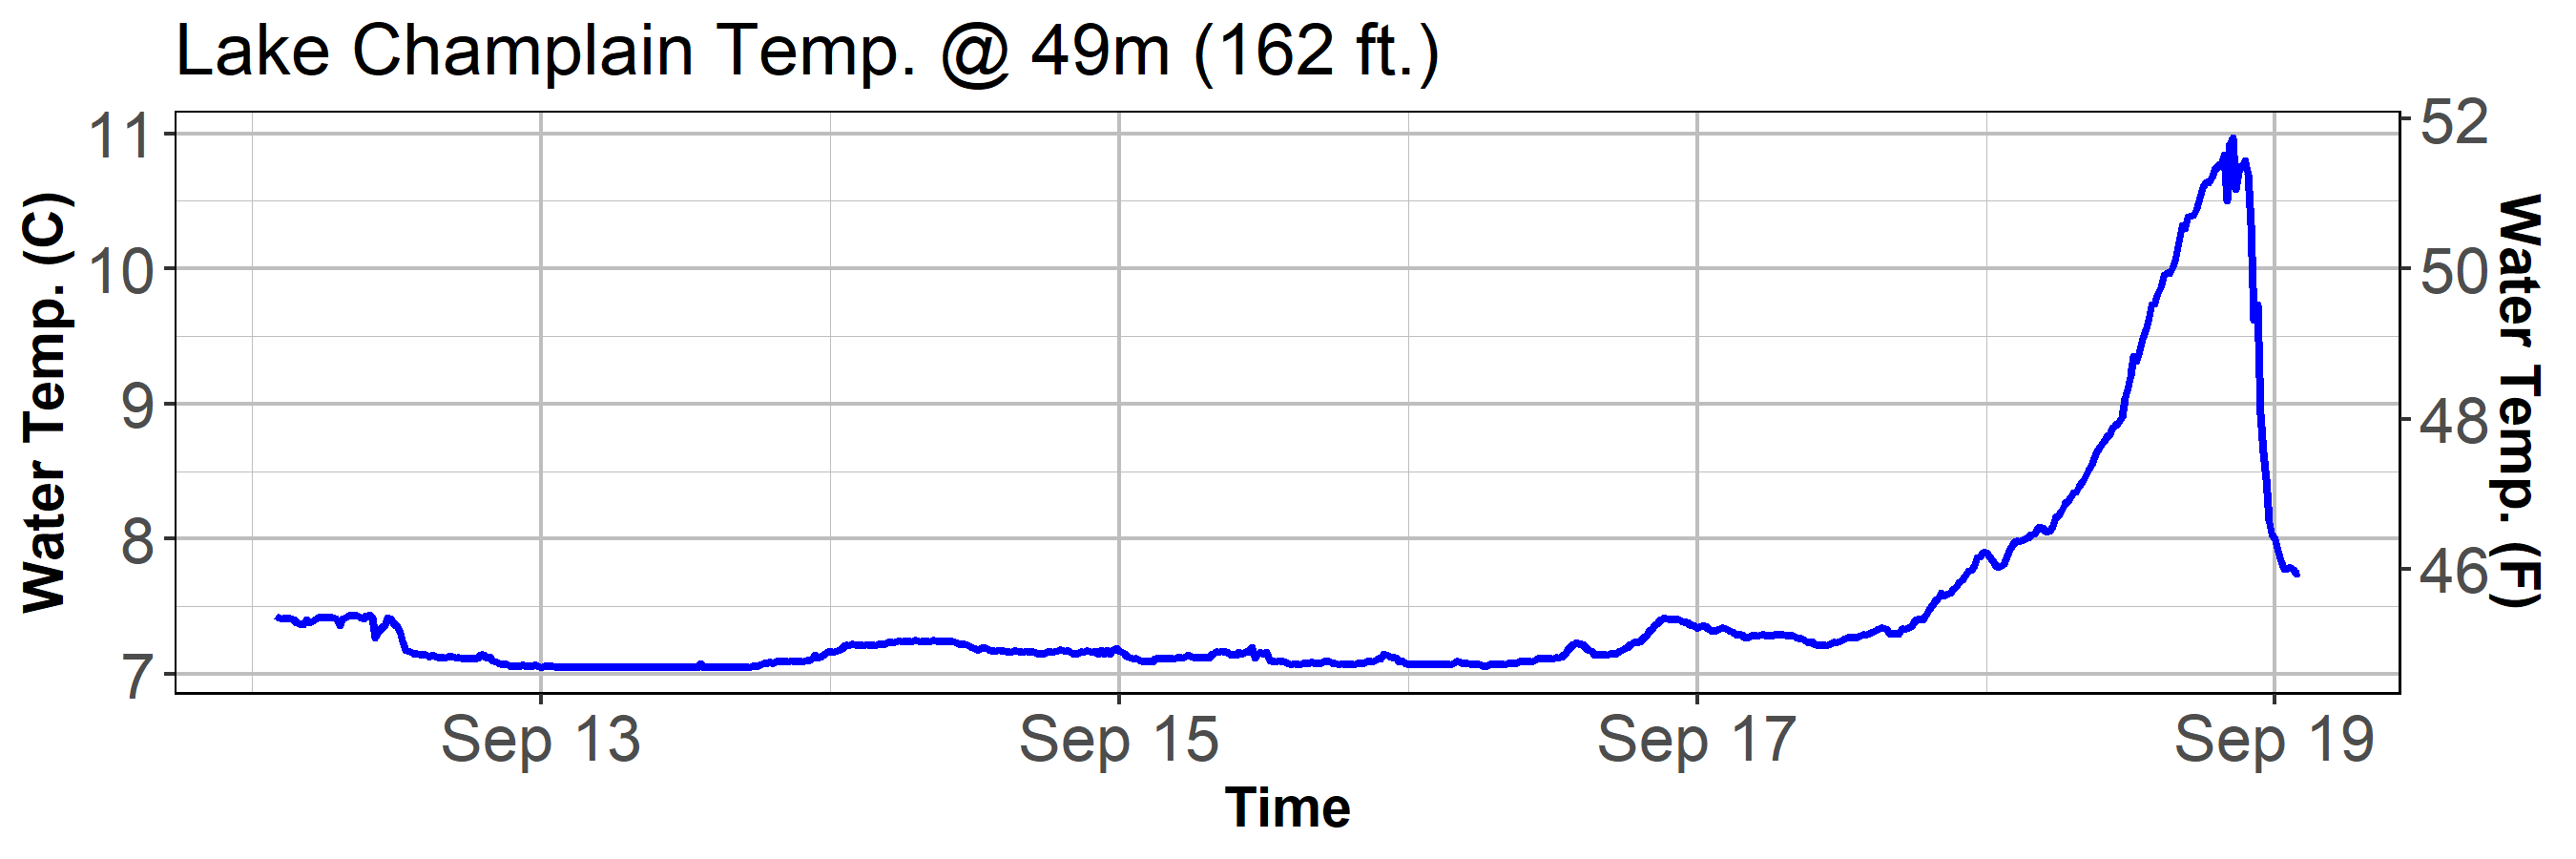 Lake Champlain Temp. @ 49m (162 ft.)
Water Temp. (C)
11
10
9
8
7
52
50
48
46
Water Temp. (F)
Sep 13
Sep 15
Sep 17
Sep 19
Time